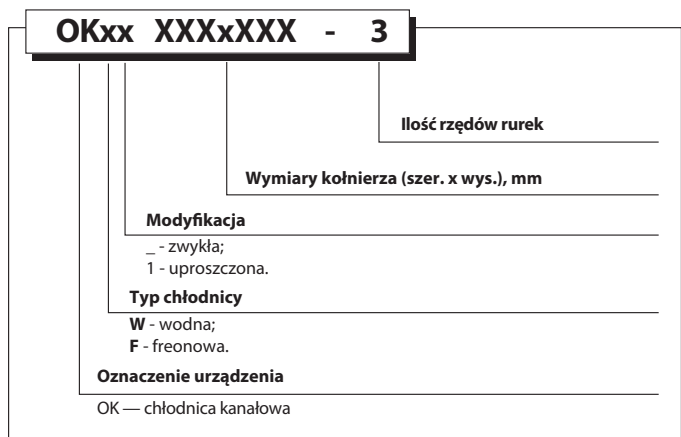 OKxx XXXxXXX - 3
Ilość rzędów rurek
Wymiary kołnierza (szer. x wys.), mm
Modyfikacja
_ - zwykła;
1 - uproszczona.
Typ chłodnicy
W - wodna;
F - freonowa.
Oznaczenie urządzenia
OK — chłodnica kanałowa